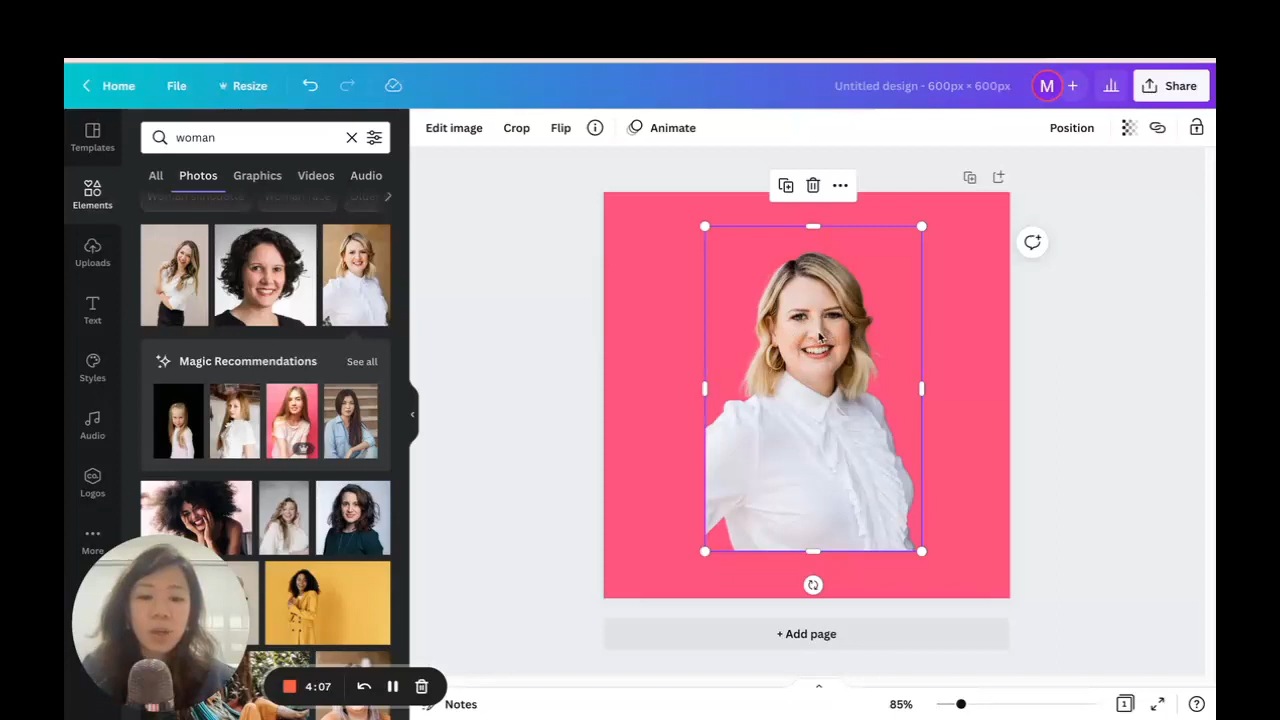 Home File Resize Untitled design - 600px × 600px M + Share
Templates
Elements
Uploads
Text
Styles
Audio
Logos
More
woman
All Photos Graphics Videos Audio
Magic Recommendations See all
co.
4:07
Edit image Crop Flip Animate Position
+ Add page
Notes 85% 1